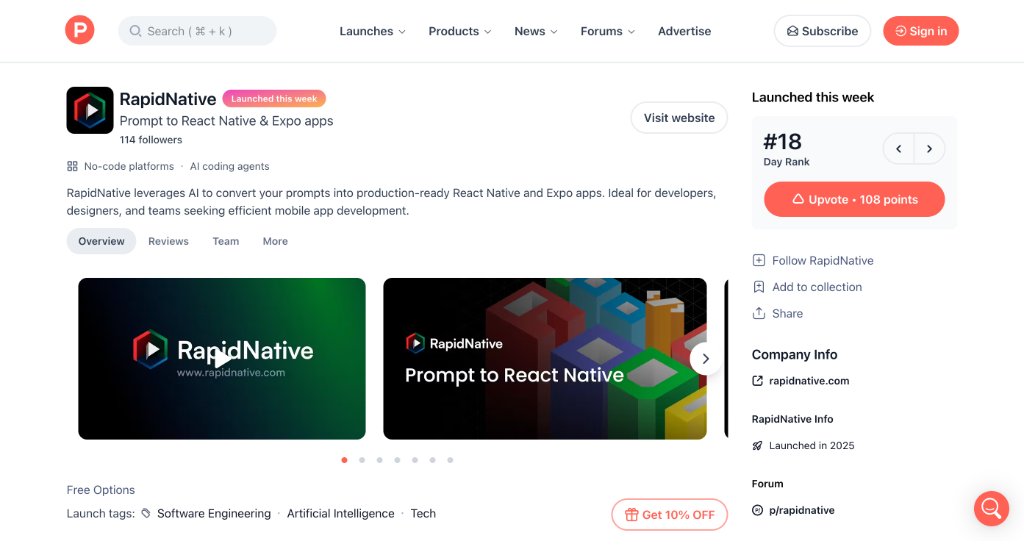 Search ( ⌘ + k )
Launches
Products
News
Forums
Advertise
Subscribe
Sign in
RapidNative
Launched this week
Prompt to React Native & Expo apps
114 followers
Visit website
No-code platforms · AI coding agents
RapidNative leverages AI to convert your prompts into production-ready React Native and Expo apps. Ideal for developers,
designers, and teams seeking efficient mobile app development.
Overview
Reviews
Team
More
RapidNative
www.rapidnative.com
RapidNative
Prompt to React Native
Free Options
Launch tags: Software Engineering · Artificial Intelligence · Tech
Get 10% OFF
Launched this week
#18
Day Rank
Upvote • 108 points
Follow RapidNative
Add to collection
Share
Company Info
rapidnative.com
RapidNative Info
Launched in 2025
Forum
p/rapidnative